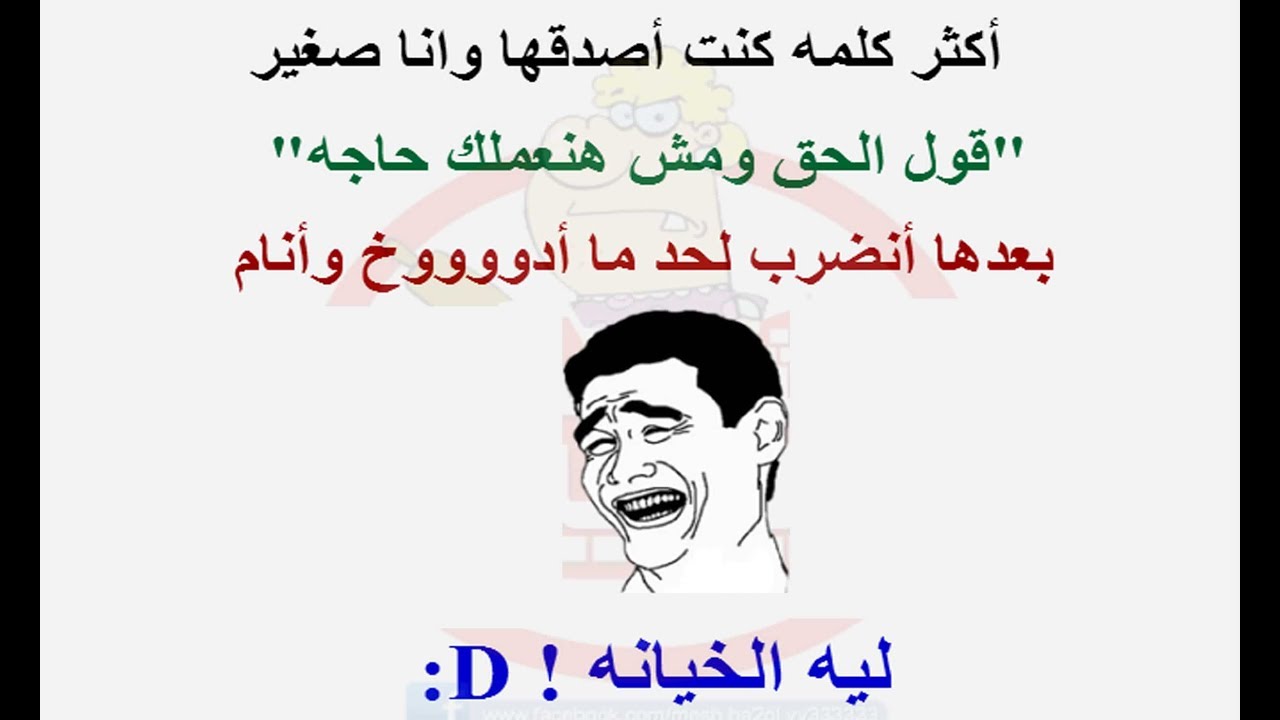 أكثر كلمه كنت أصدقها وانا صغير
"قول الحق ومش هنعملك حاجه"
بعدها أنضرب لحد ما أدووووخ وأنام
ليه الخيانه ! D: